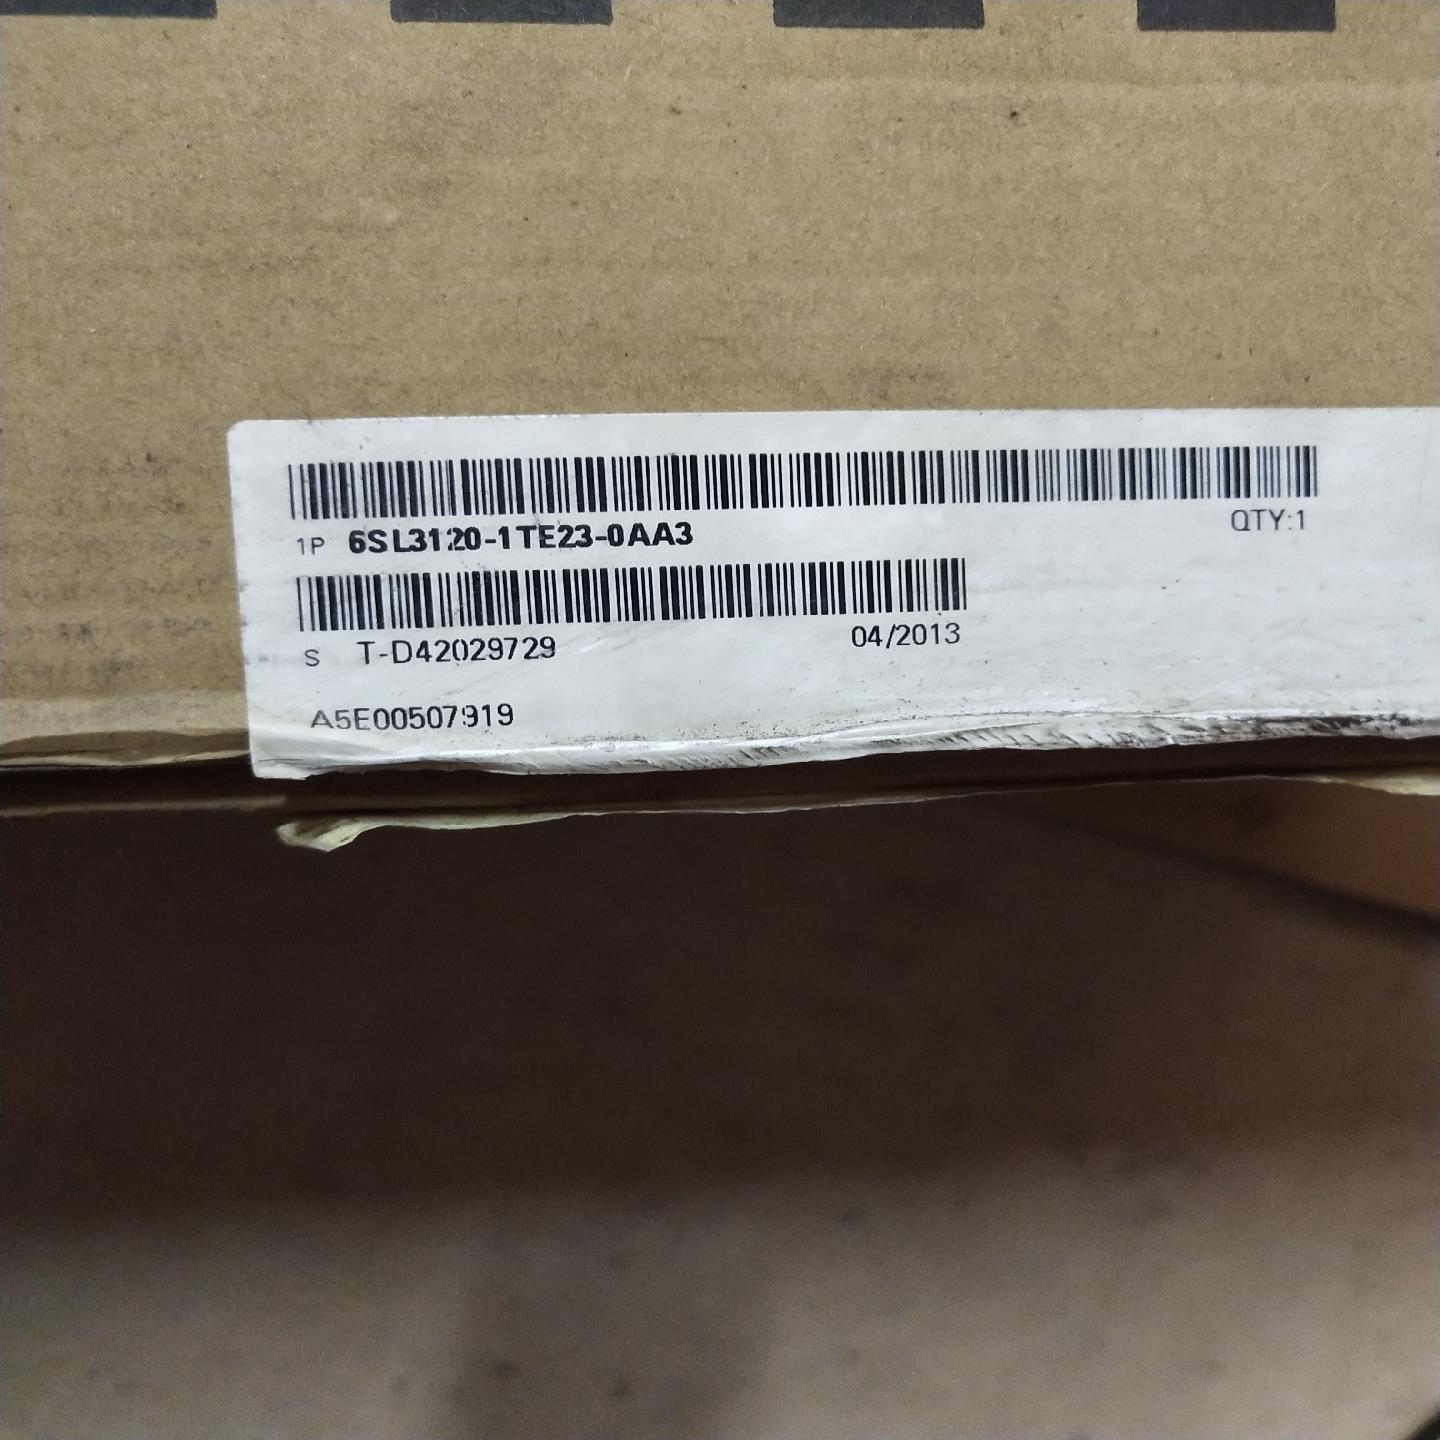 1P 6SL3120-1TE23-0AA3 QTY:1
S T-D42029729 04/2013
A5E00507919